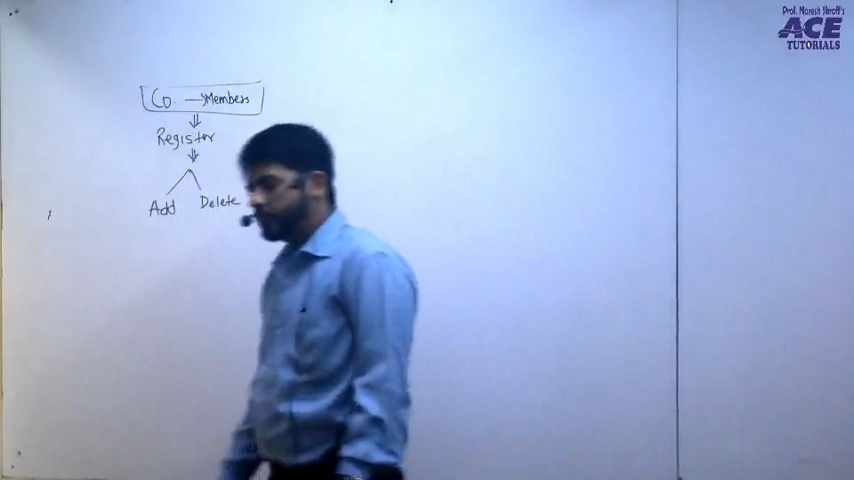 Prof. Naresh Shroff's
ACE
TUTORIALS
Co. → Members
Register
Add Delete